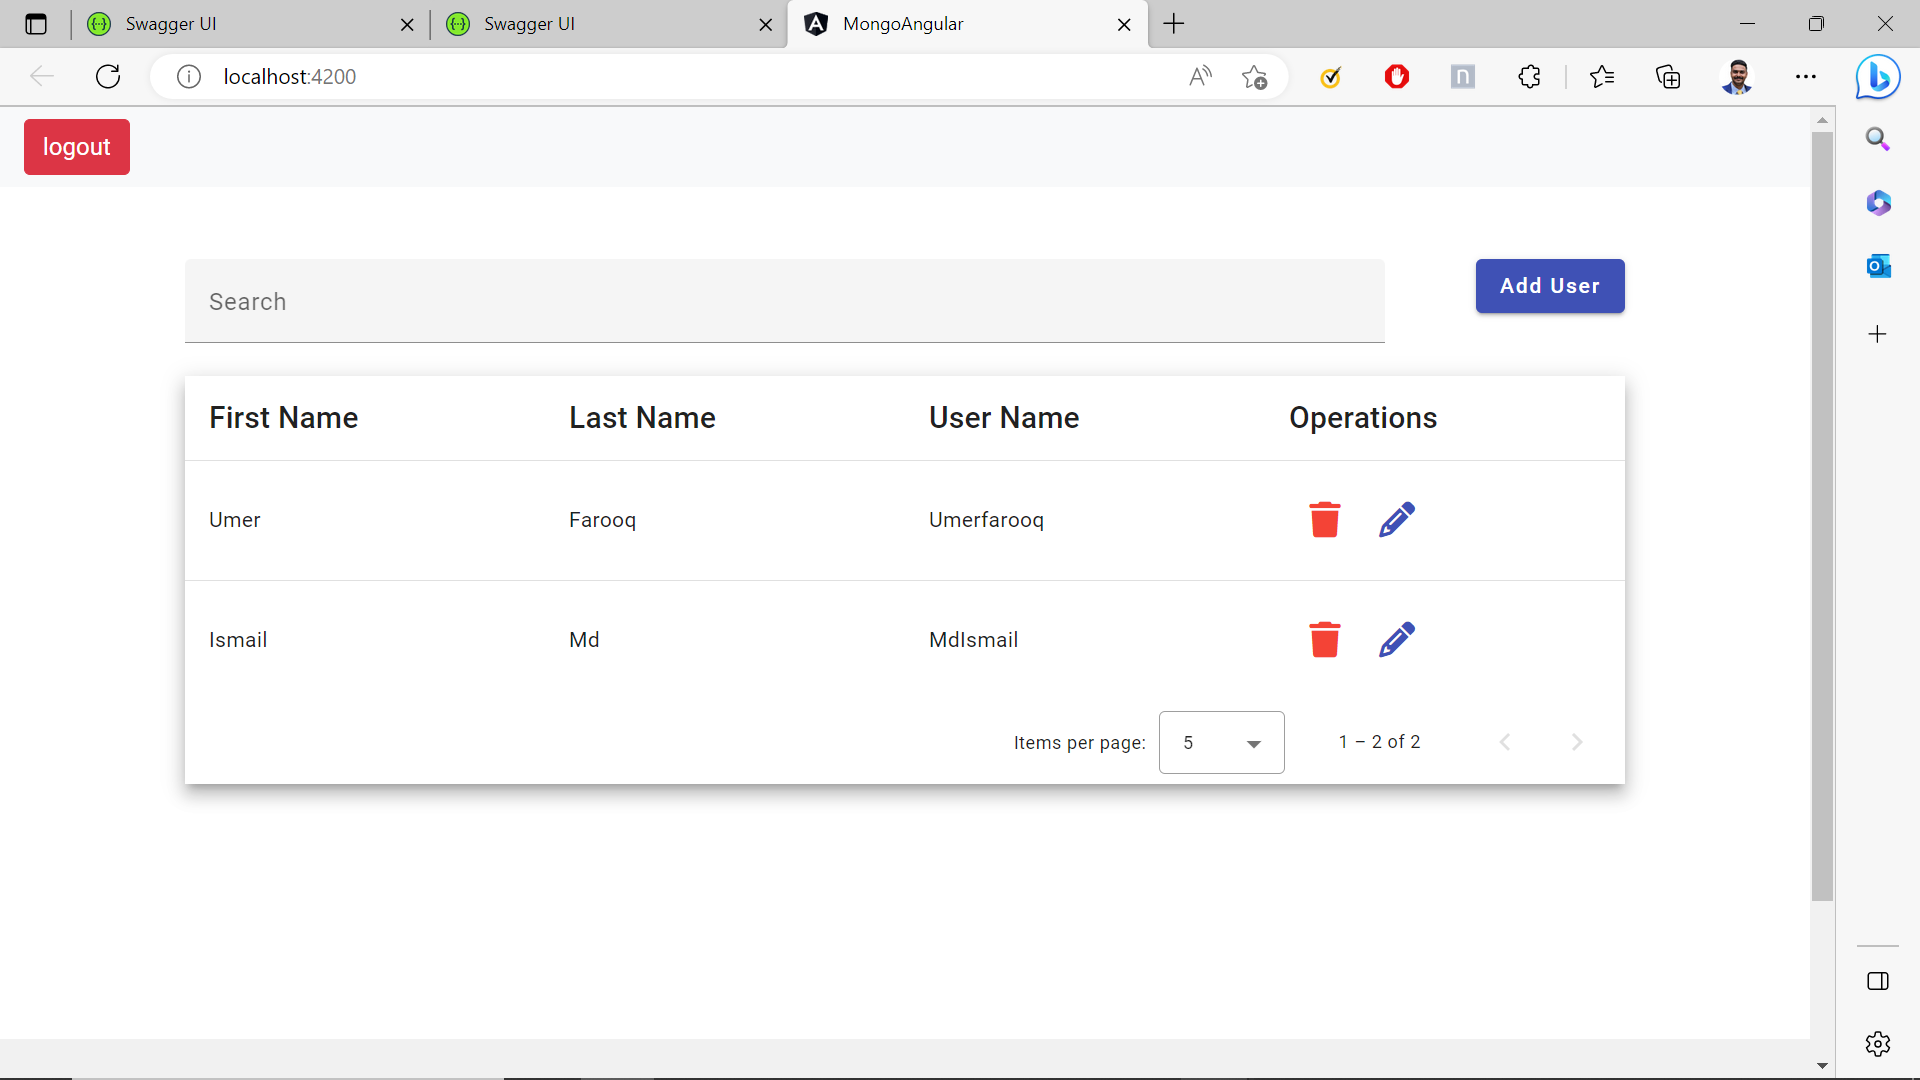 Swagger UI
Swagger UI
MongoAngular
localhost:4200
logout
Search
Add User
First Name Last Name User Name Operations
Umer Farooq Umerfarooq
Ismail Md MdIsmail
Items per page: 5 1 – 2 of 2